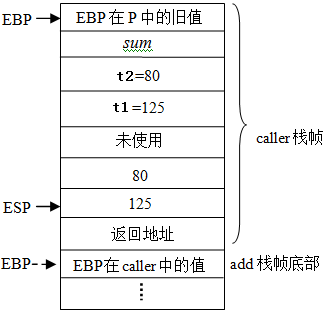 EBP
EBP在 P 中的旧值
sum
t2=80
t1=125
未使用
caller栈帧
80
ESP
125
返回地址
EBP-
EBP在caller中的值
add 栈帧底部